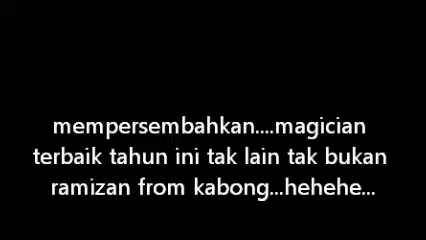 mempersembahkan....magician
terbaik tahun ini tak lain tak bukan
ramizan from kabong...hehehe...